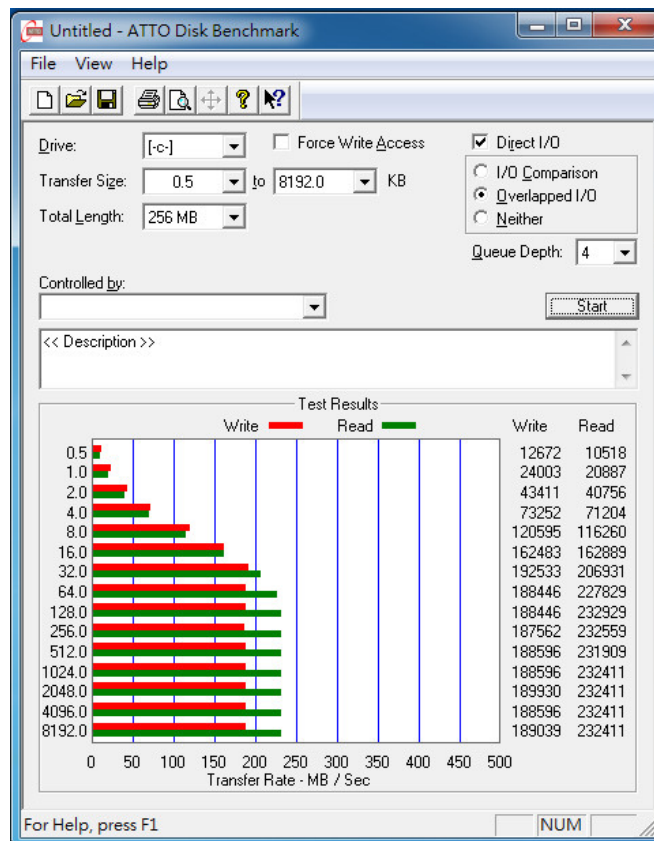 Untitled - ATTO Disk Benchmark
File View Help
Drive: [-c-] Force Write Access Direct I/O
I/O Comparison
Transfer Size: 0.5 to 8192.0 KB
Overlapped I/O
Total Length: 256 MB
Neither
Queue Depth: 4
Controlled by:
Start
<< Description >>
Test Results
Write Read Write Read
0.5 12672 10518
1.0 24003 20887
2.0 43411 40756
4.0 73252 71204
8.0 120595 116260
16.0 162483 162889
32.0 192533 206931
64.0 188446 227829
128.0 188446 232929
256.0 187562 232559
512.0 188596 231909
1024.0 188596 232411
2048.0 189930 232411
4096.0 188596 232411
8192.0 189039 232411
0 50 100 150 200 250 300 350 400 450 500
Transfer Rate - MB / Sec
For Help, press F1 NUM